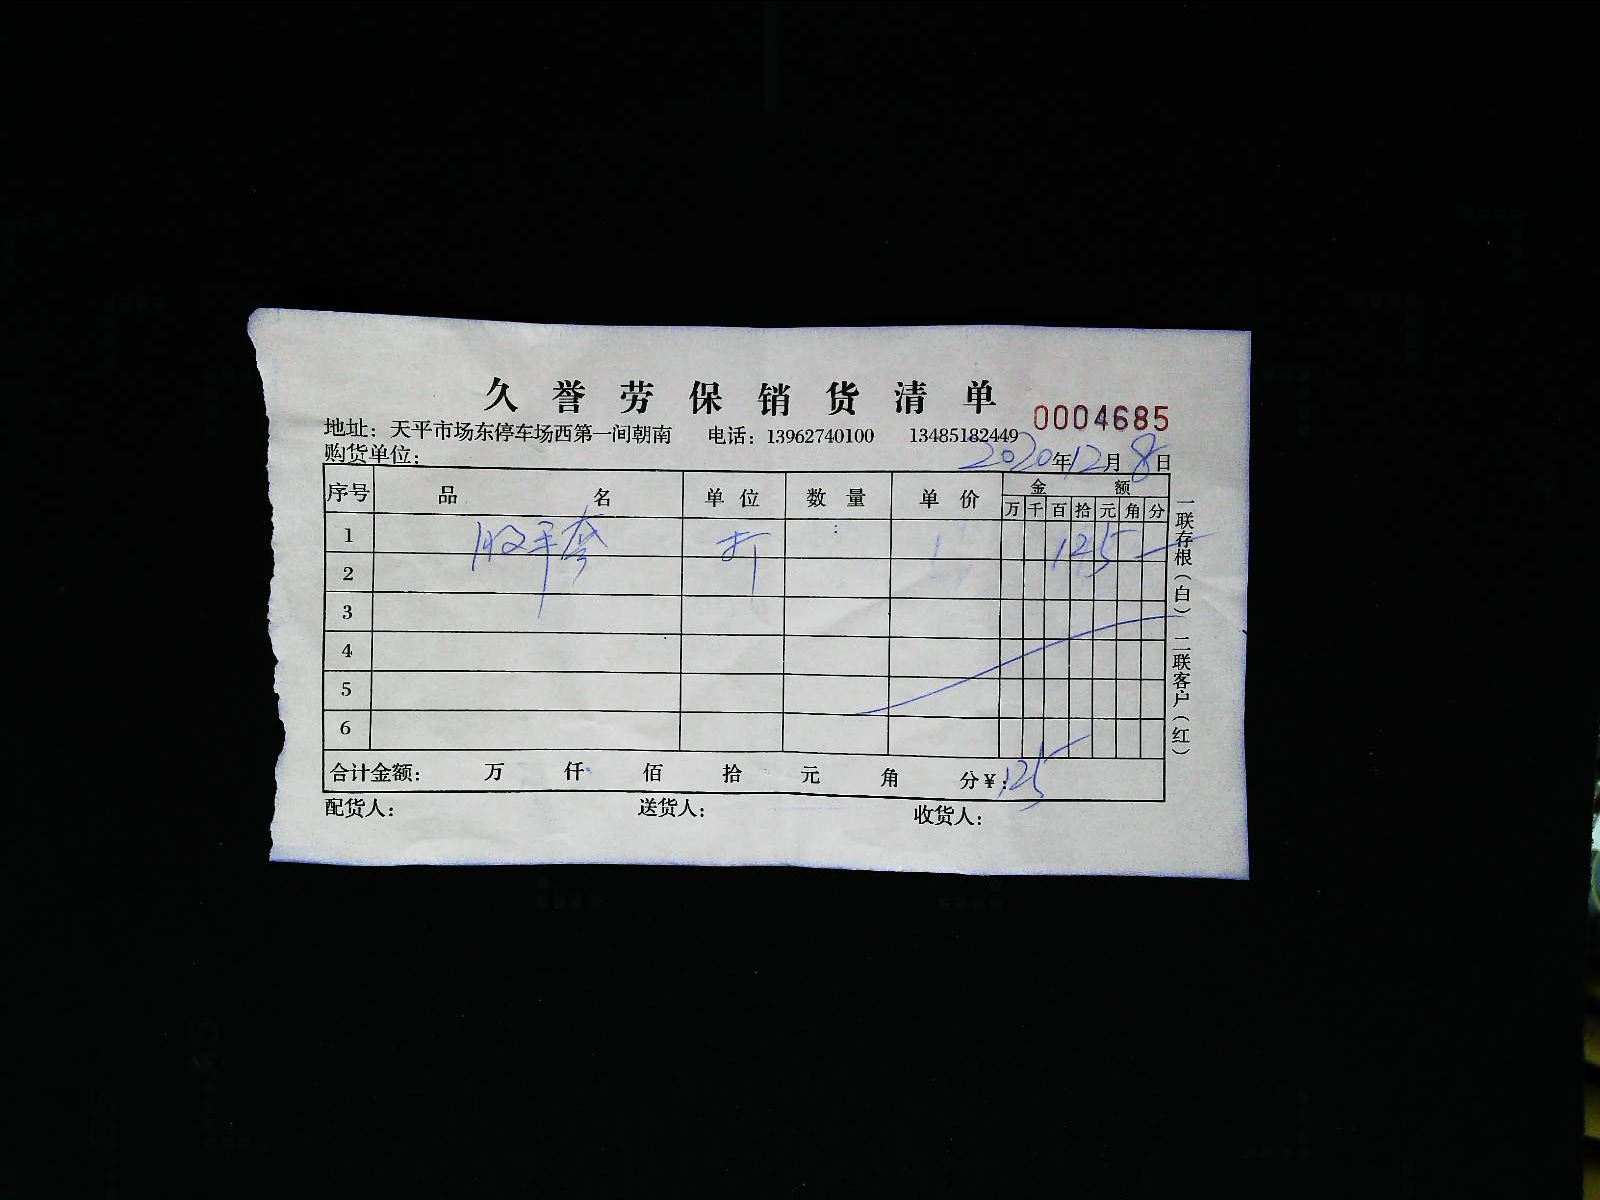 久誉劳保销货清单
0004685
地址：天平市场东停车场西第一间朝南 电话：13962740100 13485182449
购货单位： 2020年12月8日
序号 品名 单位 数量 单价 金额
万 千 百 拾 元 角 分
1 胶手套 打 125
2
3
4
5
6
合计金额： 万 仟 佰 拾 元 角 分￥：125
配货人： 送货人： 收货人：
一联存根（白） 二联客户（红）